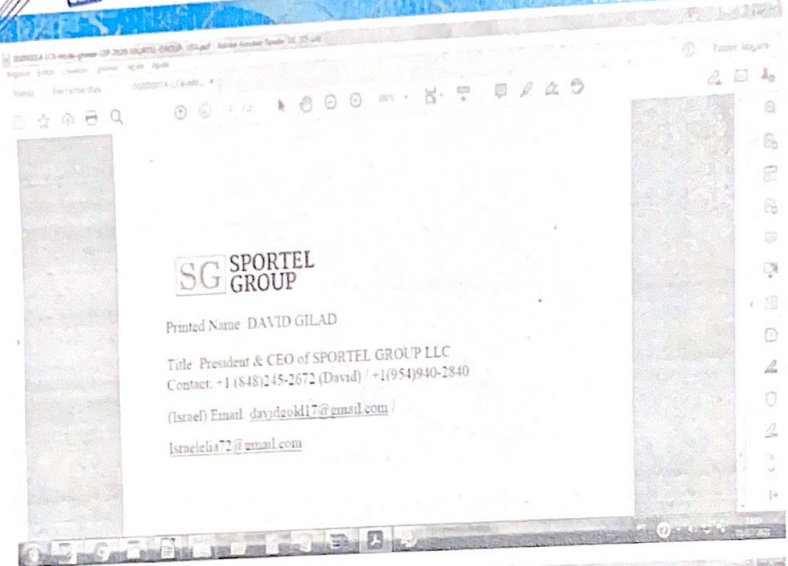 SG SPORTEL
GROUP
Printed Name DAVID GILAD
Title President & CEO of SPORTEL GROUP LLC
Contact: +1 (848)245-2672 (David) / +1(954)940-2840
(Israel) Email davidgold17@gmail.com /
Israelelia72@gmail.com